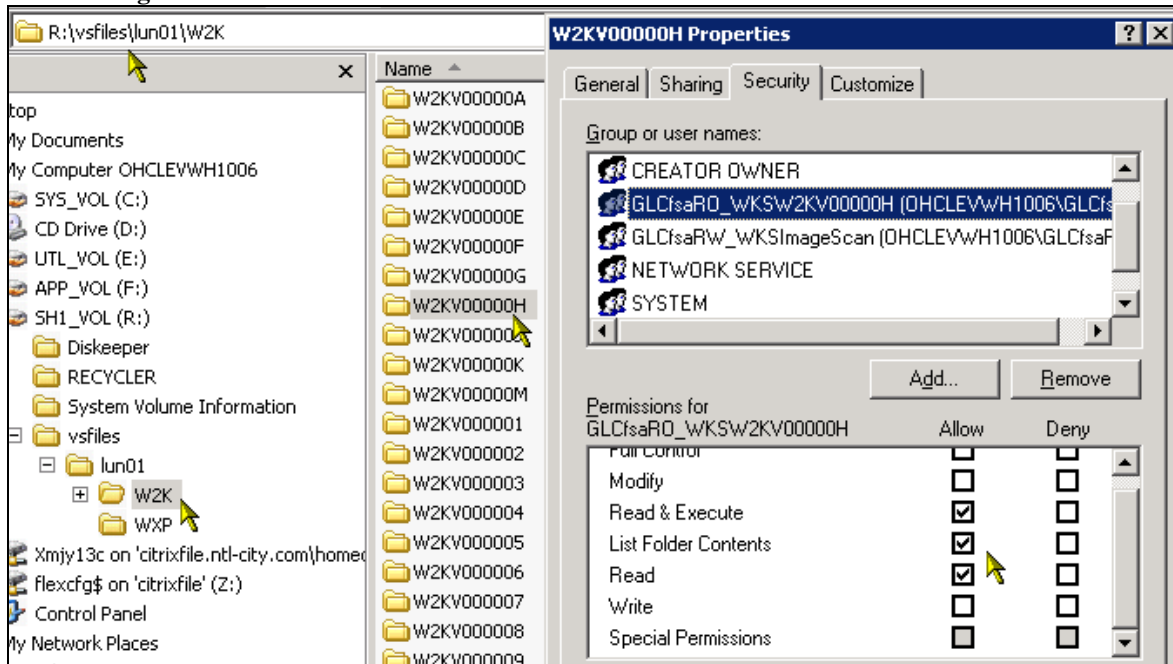 R:\vsfiles\lun01\W2K
Name
top
My Documents
My Computer OHCLEVWH1006
SYS_VOL (C:)
CD Drive (D:)
UTL_VOL (E:)
APP_VOL (F:)
SH1_VOL (R:)
Diskeeper
RECYCLER
System Volume Information
vsfiles
lun01
W2K
WXP
Xmjy13c on 'citrixfile.ntl-city.com\homed
flexcfg$ on 'citrixfile' (Z:)
Control Panel
My Network Places
W2KV00000A
W2KV00000B
W2KV00000C
W2KV00000D
W2KV00000E
W2KV00000F
W2KV00000G
W2KV00000H
W2KV00000K
W2KV00000M
W2KV000001
W2KV000002
W2KV000003
W2KV000004
W2KV000005
W2KV000006
W2KV000007
W2KV000008
W2KV000009
W2KV00000H Properties
General Sharing Security Customize
Group or user names:
CREATOR OWNER
GLCfsaRO_WKSW2KV00000H (OHCLEVWH1006\GLCfs
GLCfsaRW_WKSImageScan (OHCLEVWH1006\GLCfsaF
NETWORK SERVICE
SYSTEM
Add... Remove
Permissions for
GLCfsaRO_WKSW2KV00000H Allow Deny
Full Control
Modify
Read & Execute
List Folder Contents
Read
Write
Special Permissions